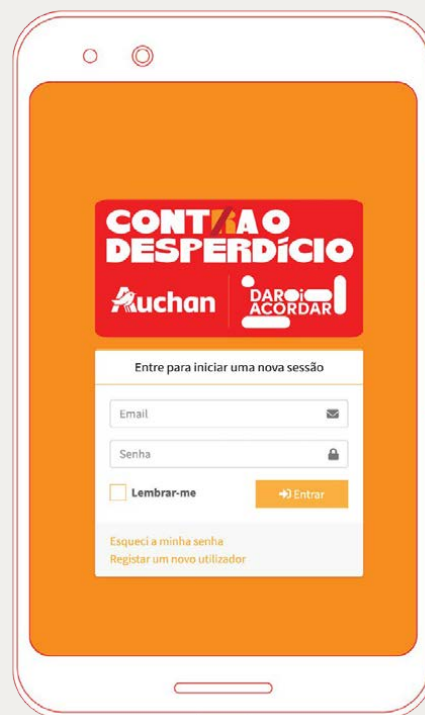 CONTRA O
DESPERDÍCIO
Auchan
DAR i
ACORDAR
Entre para iniciar uma nova sessão
Email
Senha
Lembrar-me
Entrar
Esqueci a minha senha
Registar um novo utilizador